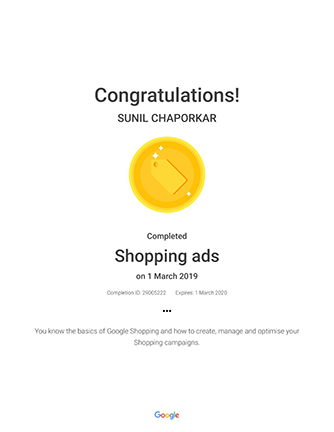 Congratulations!
SUNIL CHAPORKAR
Completed
Shopping ads
on 1 March 2019
Completion ID: 29005222 Expires: 1 March 2020
•••
You know the basics of Google Shopping and how to create, manage and optimise your
Shopping campaigns.
Google